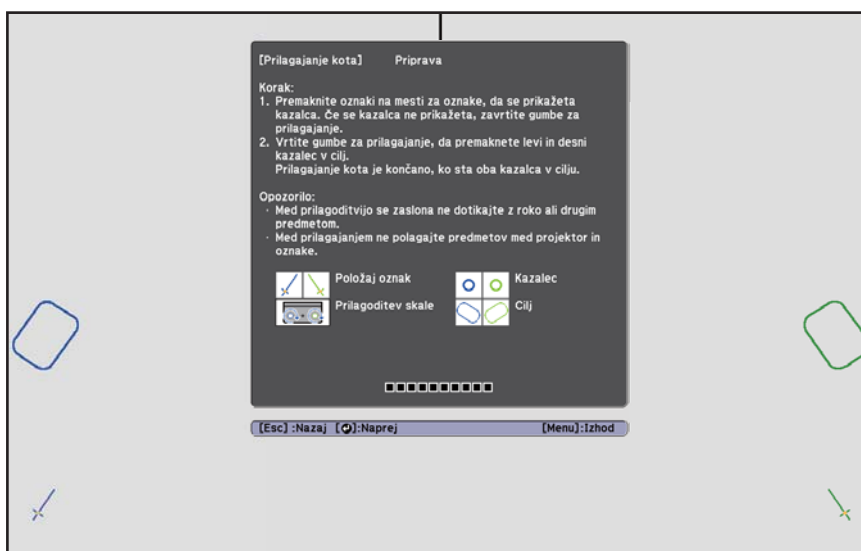 [Prilagajanje kota] Priprava
Korak:
1. Premaknite oznaki na mesti za oznake, da se prikažeta
kazalca. Če se kazalca ne prikažeta, zavrtite gumbe za
prilagajanje.
2. Vrtite gumbe za prilagajanje, da premaknete levi in desni
kazalec v cilj.
Prilagajanje kota je končano, ko sta oba kazalca v cilju.
Opozorilo:
· Med prilagoditvijo se zaslona ne dotikajte z roko ali drugim
predmetom.
· Med prilagajanjem ne polagajte predmetov med projektor in
oznake.
Položaj oznak Kazalec
Prilagoditev skale Cilj
[Esc] :Nazaj [⏎]:Naprej [Menu]:Izhod